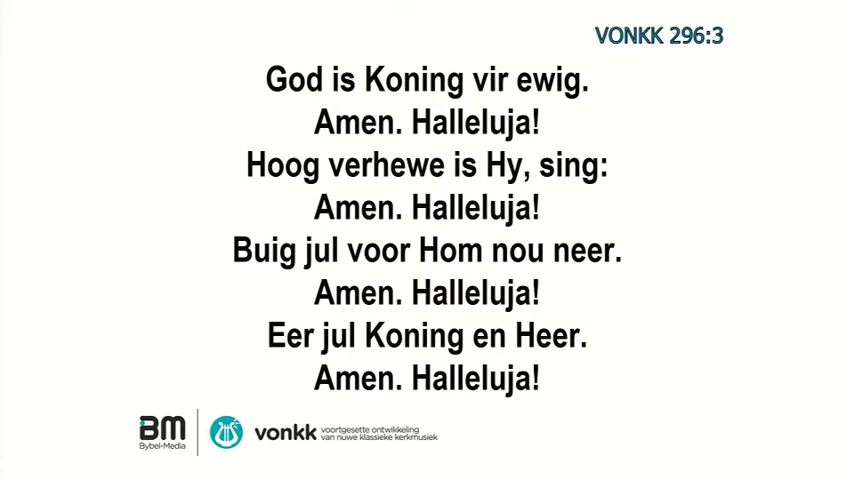 VONKK 296:3
God is Koning vir ewig.
Amen. Halleluja!
Hoog verhewe is Hy, sing:
Amen. Halleluja!
Buig jul voor Hom nou neer.
Amen. Halleluja!
Eer jul Koning en Heer.
Amen. Halleluja!
BM
Bybel-Media
vonkk
voortgesette ontwikkeling
van nuwe klassieke kerkmusiek